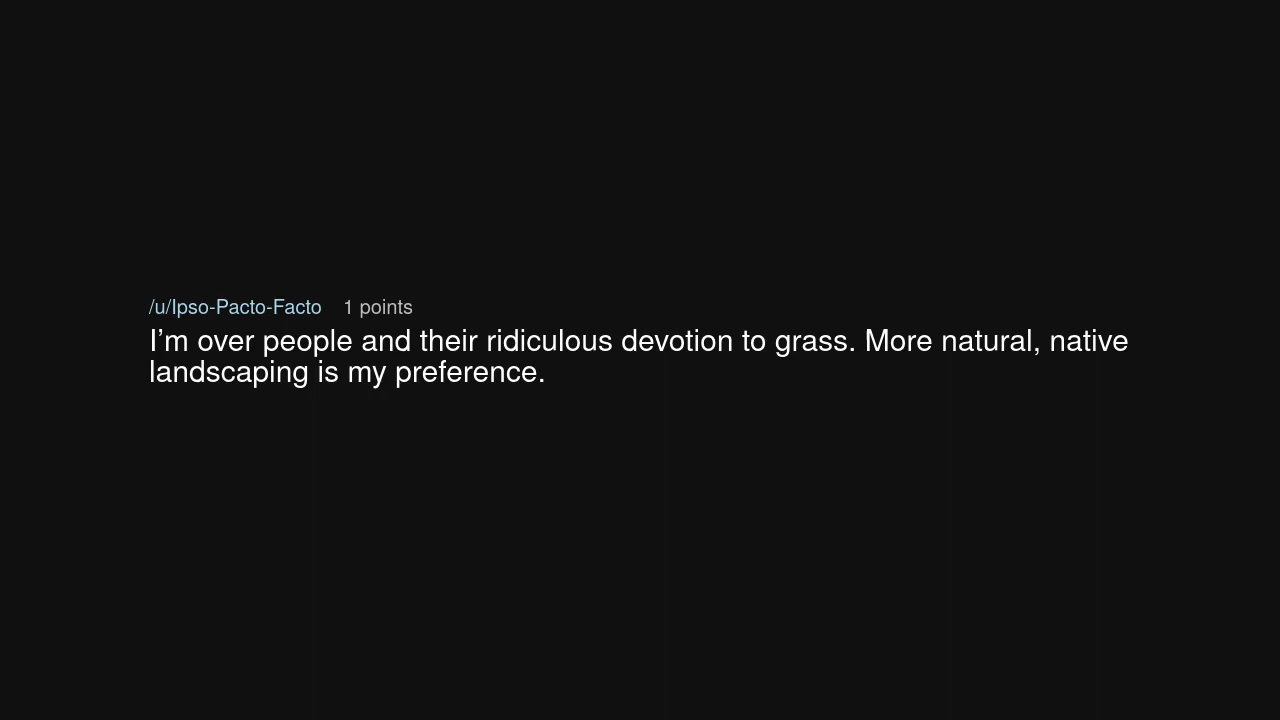 /u/Ipso-Pacto-Facto 1 points
I’m over people and their ridiculous devotion to grass. More natural, native
landscaping is my preference.